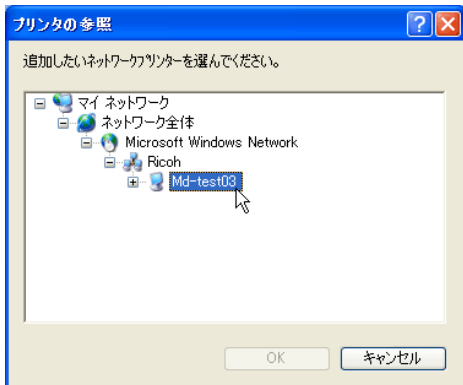 プリンタの参照
追加したいネットワークプリンターを選んでください。
マイ ネットワーク
ネットワーク全体
Microsoft Windows Network
Ricoh
Md-test03
OK
キャンセル